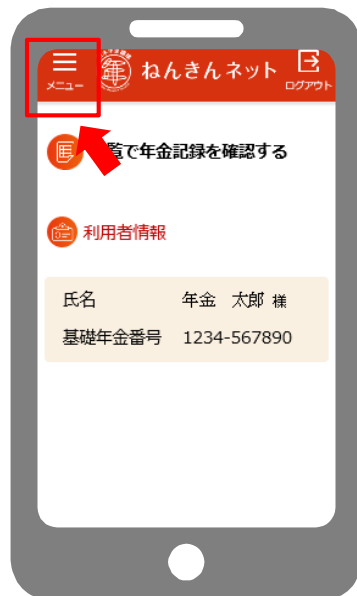 メニュー
年
ねんきんネット
ログアウト
覧で年金記録を確認する
利用者情報
氏名 年金 太郎 様
基礎年金番号 1234-567890